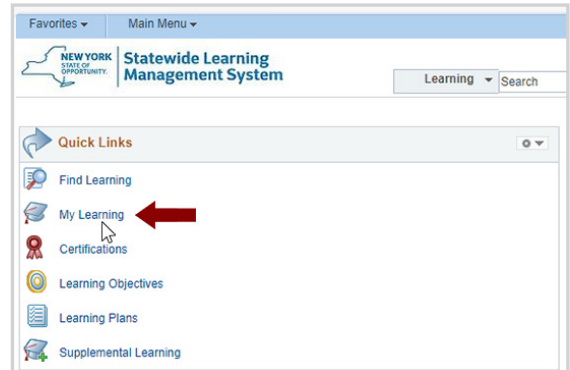 Favorites Main Menu
NEW YORK
STATE OF
OPPORTUNITY.
Statewide Learning
Management System
Learning Search
Quick Links
Find Learning
My Learning
Certifications
Learning Objectives
Learning Plans
Supplemental Learning